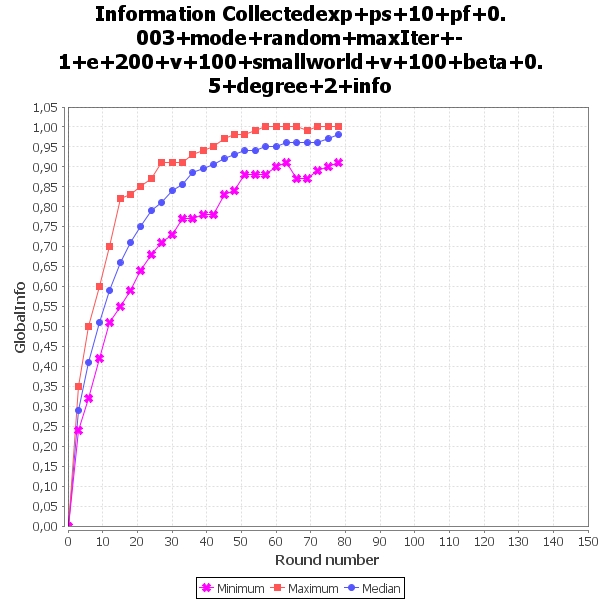 Information Collectedexp+ps+10+pf+0.
003+mode+random+maxIter+-
1+e+200+v+100+smallworld+v+100+beta+0.
5+degree+2+info
GlobalInfo
1,05
1,00
0,95
0,90
0,85
0,80
0,75
0,70
0,65
0,60
0,55
0,50
0,45
0,40
0,35
0,30
0,25
0,20
0,15
0,10
0,05
0,00
0 10 20 30 40 50 60 70 80 90 100 110 120 130 140 150
Round number
Minimum Maximum Median